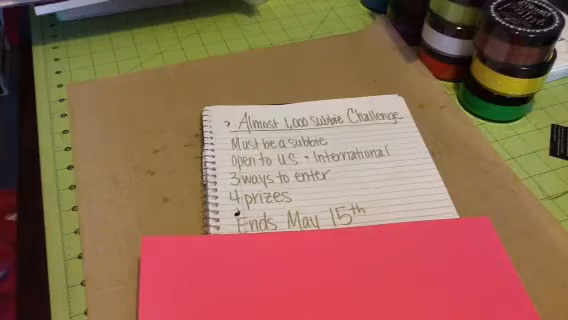 Almost 1,000 subbie Challenge
Must be a subbie
Open to U.S + International
3 ways to enter
4 prizes
Ends May 15th